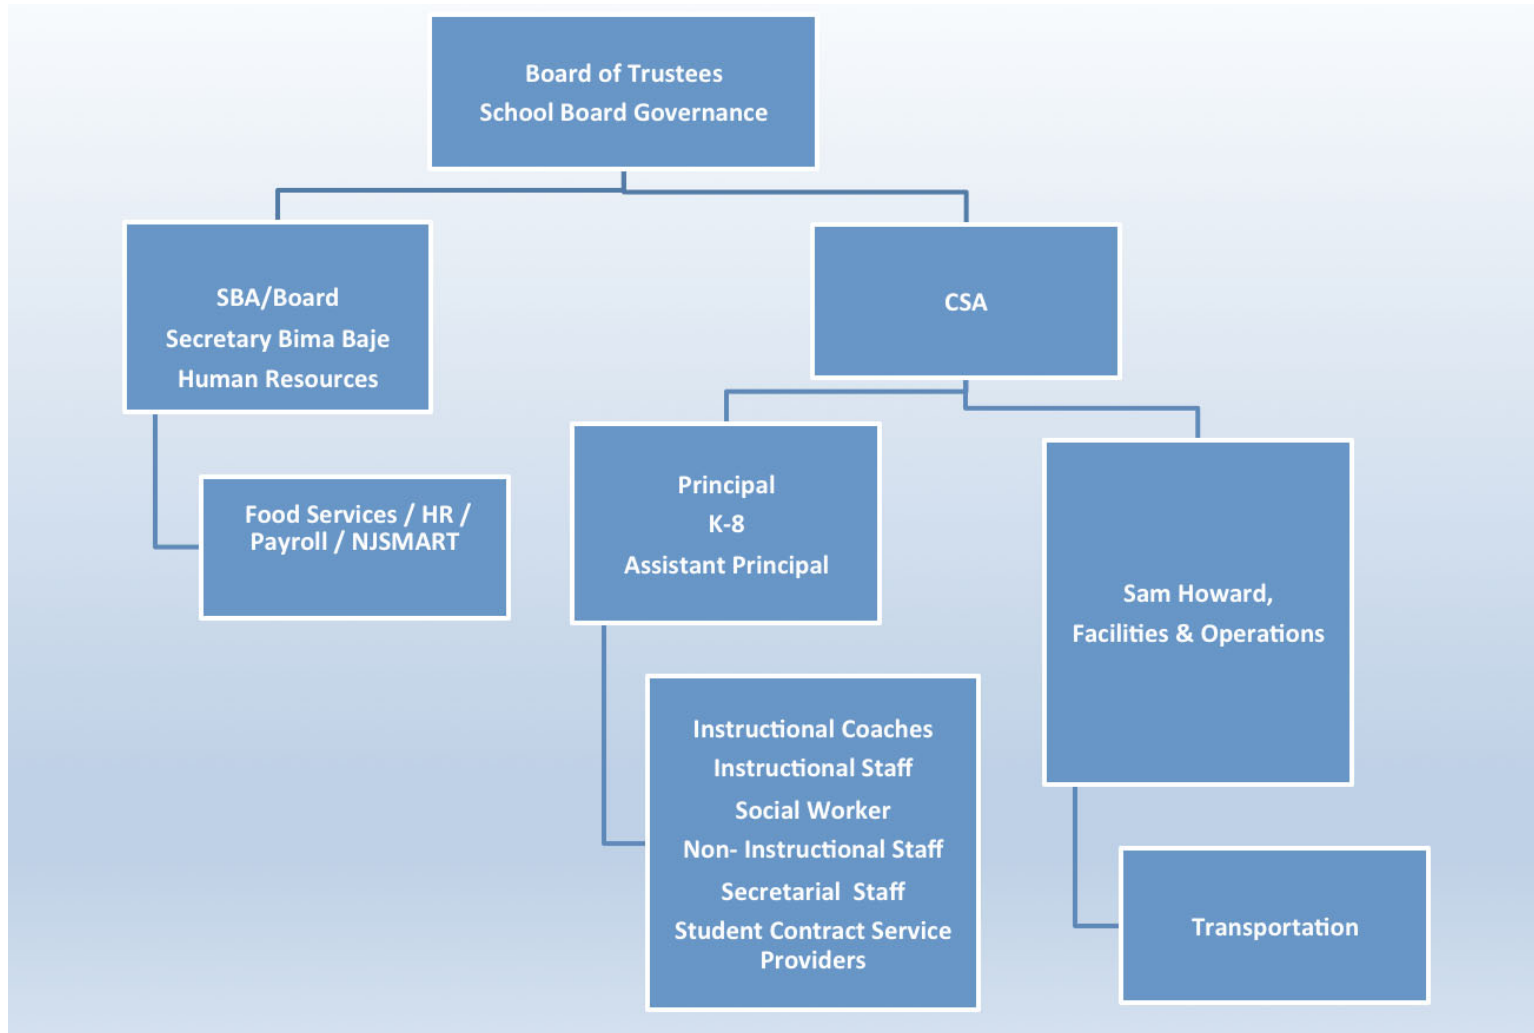 Board of Trustees
School Board Governance
SBA/Board
Secretary Bima Baje
Human Resources
CSA
Food Services / HR /
Payroll / NJSMART
Principal
K-8
Assistant Principal
Sam Howard,
Facilities & Operations
Instructional Coaches
Instructional Staff
Social Worker
Non- Instructional Staff
Secretarial  Staff
Student Contract Service
Providers
Transportation